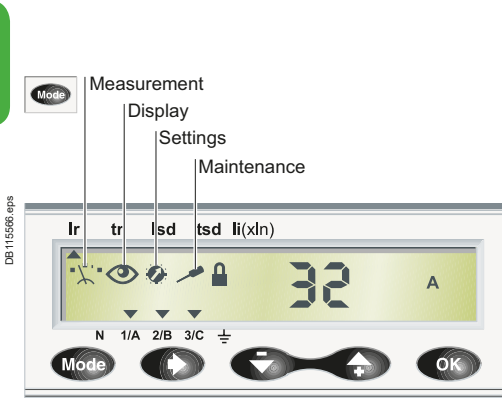 Mode
Measurement
Display
Settings
Maintenance
DB115566.eps
Ir tr Isd tsd Ii(xIn)
32 A
N 1/A 2/B 3/C
Mode OK